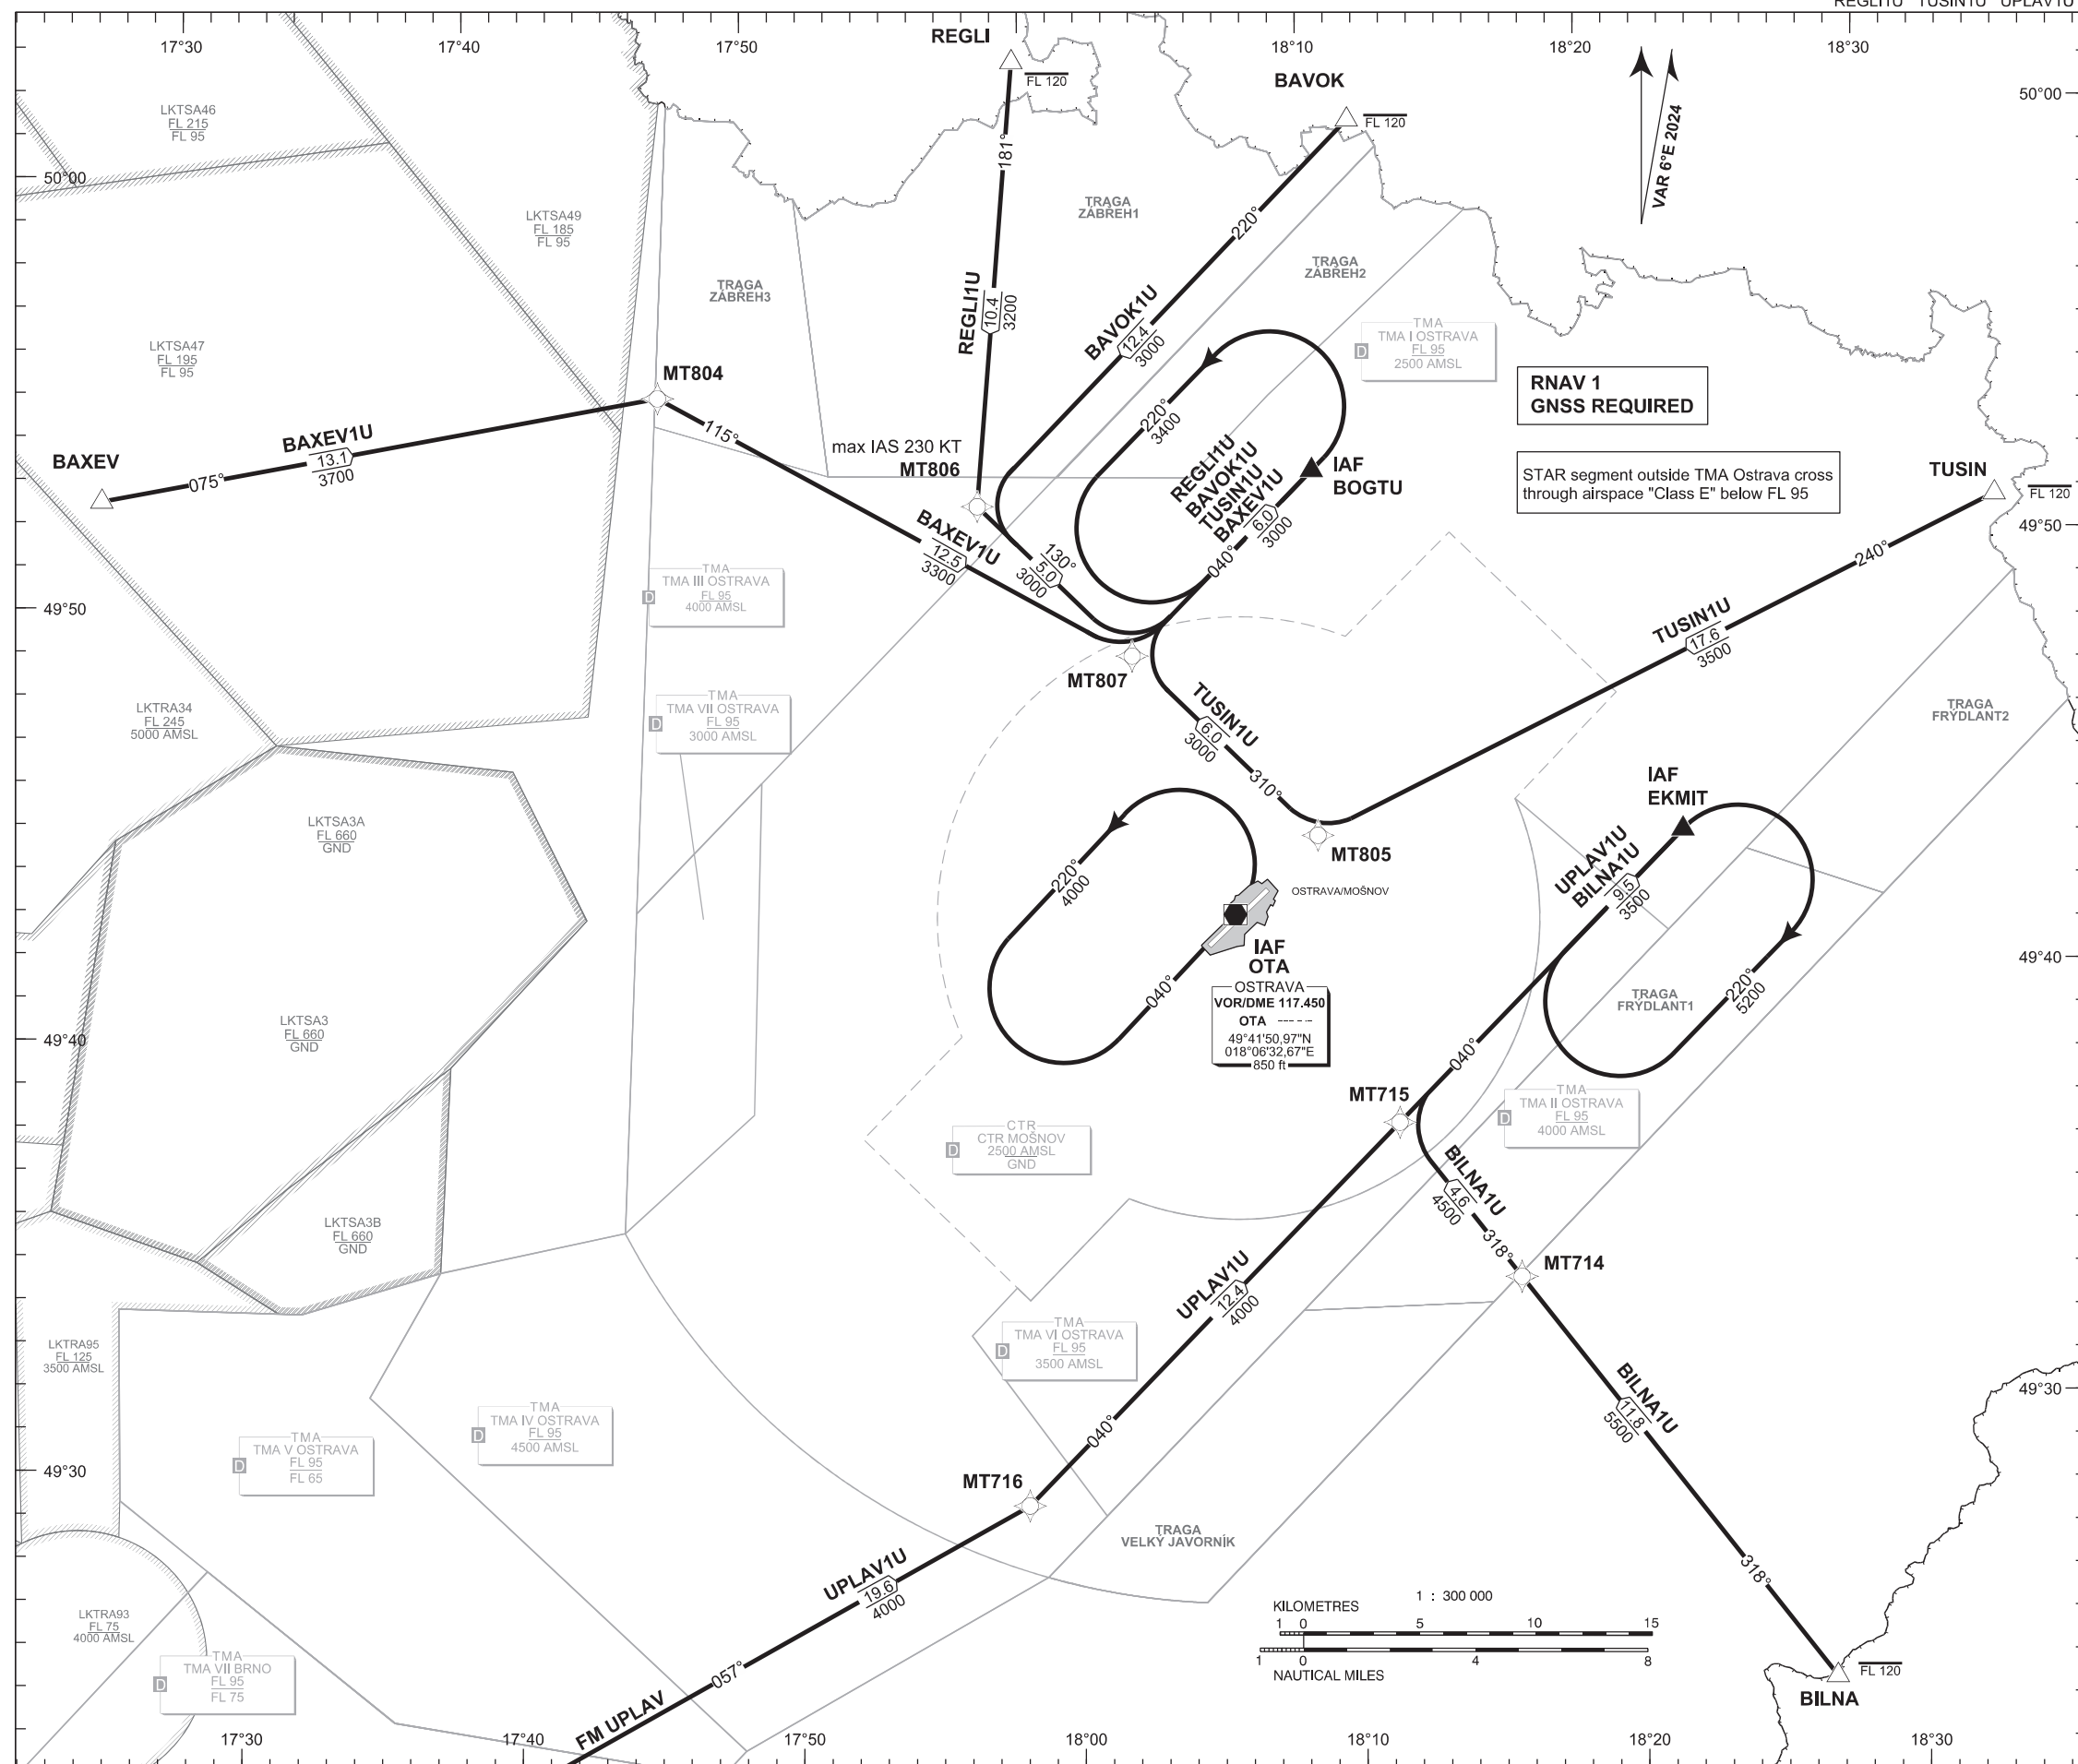 REGLI1U TUSIN1U UPLAV1U
17°30
17°40
17°50
18°10
18°20
18°30
REGLI
FL 120
BAVOK
FL 120
50°00
VAR 6°E 2024
LKTSA46
FL 215
FL 95
50°00
LKTSA49
FL 185
FL 95
181°
TRAGA
ZÁBŘEH1
220°
TRAGA
ZÁBŘEH2
TRAGA
ZÁBŘEH3
REGLI1U
10.4
3200
BAVOK1U
12.4
3000
TMA
TMA I OSTRAVA
FL 95
2500 AMSL
D
LKTSA47
FL 195
FL 95
MT804
RNAV 1
GNSS REQUIRED
BAXEV
BAXEV1U
13.1
3700
075°
115°
max IAS 230 KT
MT806
220°
3400
REGLI1U
BAVOK1U
TUSIN1U
BAXEV1U
6.0
3000
040°
IAF
BOGTU
STAR segment outside TMA Ostrava cross
through airspace "Class E" below FL 95
TUSIN
FL 120
49°50
240°
BAXEV1U
12.5
3300
130°
5.0
3000
TMA
TMA III OSTRAVA
FL 95
4000 AMSL
D
49°50
TUSIN1U
17.6
3500
MT807
TUSIN1U
6.0
3000
310°
LKTRA34
FL 245
5000 AMSL
TMA
TMA VII OSTRAVA
FL 95
3000 AMSL
D
TRAGA
FRÝDLANT2
IAF
EKMIT
LKTSA3A
FL 660
GND
MT805
UPLAV1U
BILNA1U
9.5
3500
220°
4000
OSTRAVA/MOŠNOV
IAF
OTA
040°
OSTRAVA
VOR/DME 117.450
OTA
49°41'50,97"N
018°06'32,67"E
850 ft
49°40
TRAGA
FRÝDLANT1
220°
5200
LKTSA3
FL 660
GND
49°40
040°
MT715
TMA
TMA II OSTRAVA
FL 95
4000 AMSL
D
CTR
CTR MOŠNOV
2500 AMSL
GND
D
BILNA1U
4.6
4500
318°
MT714
LKTSA3B
FL 660
GND
UPLAV1U
12.4
4000
LKTRA95
FL 125
3500 AMSL
TMA
TMA VI OSTRAVA
FL 95
3500 AMSL
D
49°30
BILNA1U
11.8
5500
TMA
TMA IV OSTRAVA
FL 95
4500 AMSL
D
TMA
TMA V OSTRAVA
FL 95
FL 65
D
040°
49°30
MT716
TRAGA
VELKÝ JAVORNÍK
318°
UPLAV1U
19.6
4000
LKTRA93
FL 75
4000 AMSL
1 : 300 000
KILOMETRES
1 0 5 10 15
1 0 4 8
NAUTICAL MILES
TMA
TMA VII BRNO
FL 95
FL 75
D
057°
FM UPLAV
FL 120
BILNA
17°30
17°40
17°50
18°00
18°10
18°20
18°30